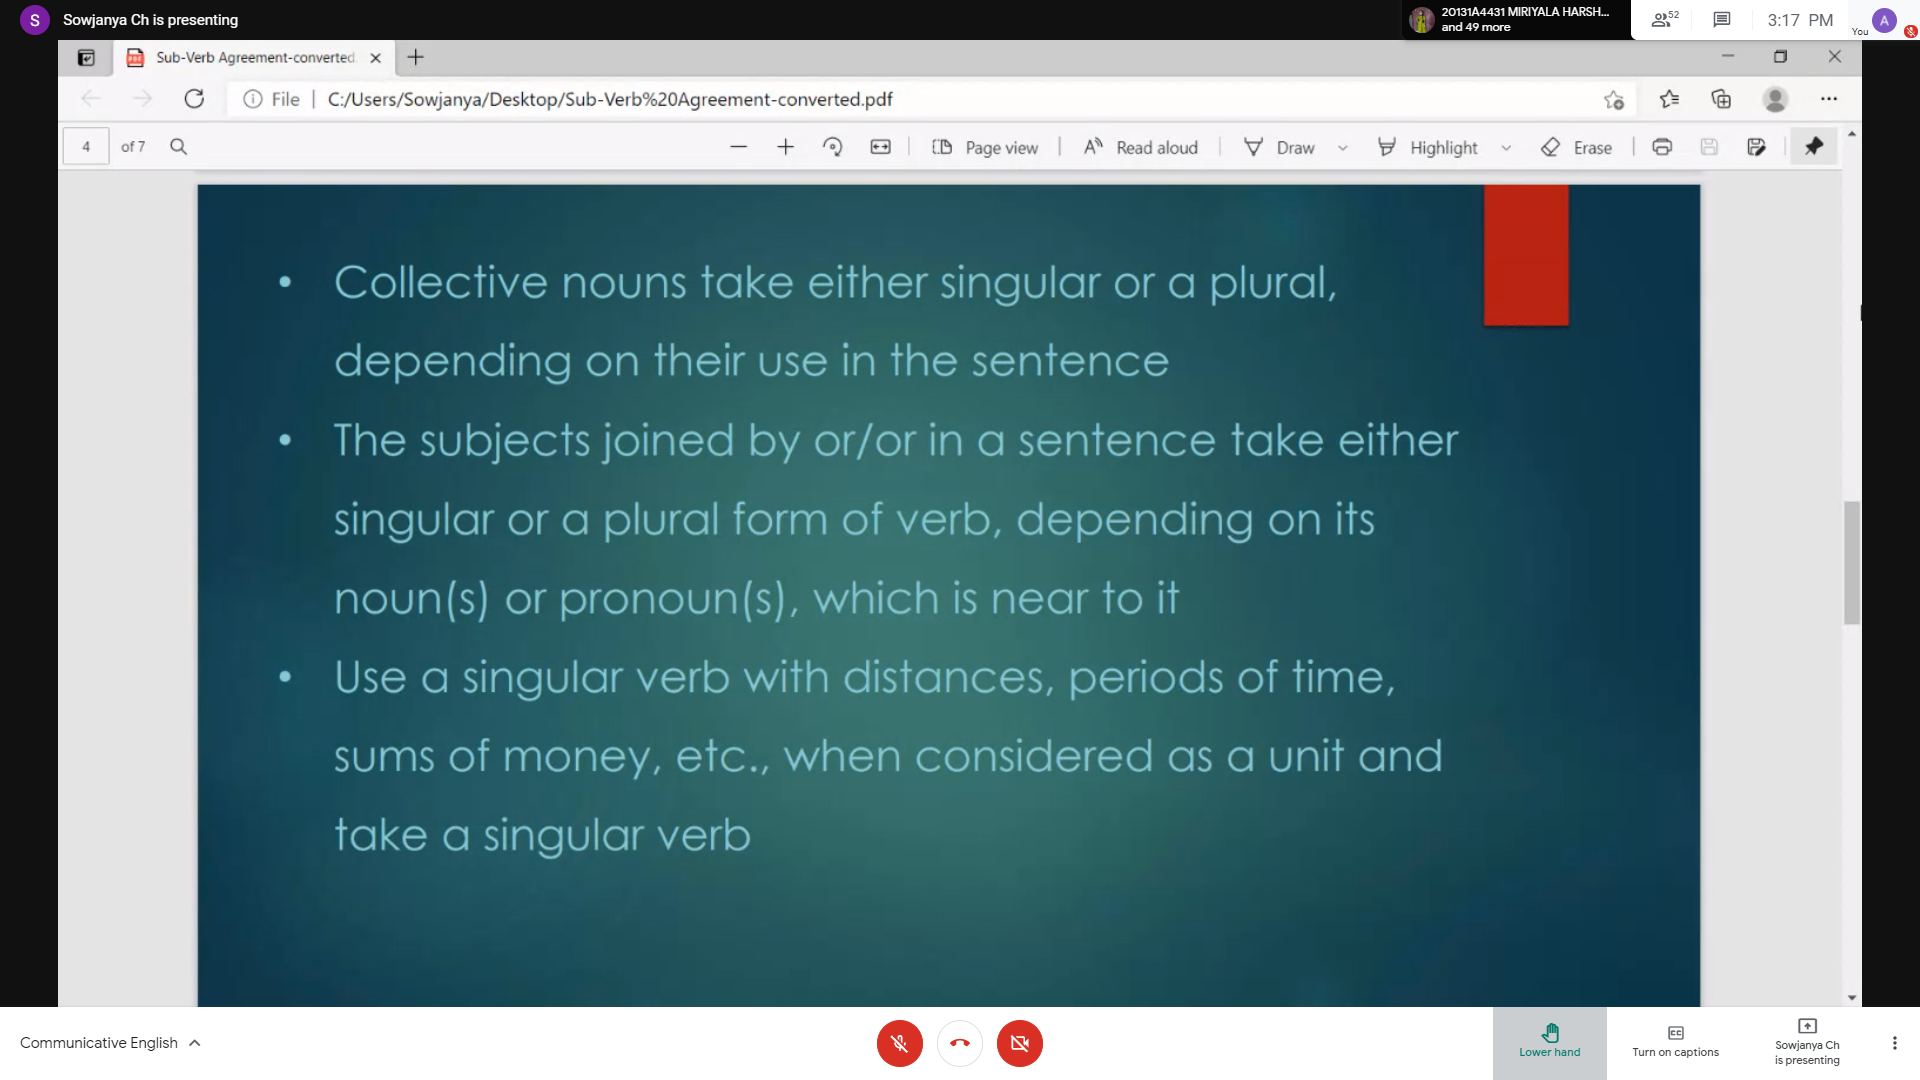 S Sowjanya Ch is presenting
20131A4431 MIRIYALA HARSH...
and 49 more
52
3:17 PM
You
A
Sub-Verb Agreement-converted
File | C:/Users/Sowjanya/Desktop/Sub-Verb%20Agreement-converted.pdf
4 of 7
Page view
Read aloud
Draw
Highlight
Erase
• Collective nouns take either singular or a plural,
depending on their use in the sentence
• The subjects joined by or/or in a sentence take either
singular or a plural form of verb, depending on its
noun(s) or pronoun(s), which is near to it
• Use a singular verb with distances, periods of time,
sums of money, etc., when considered as a unit and
take a singular verb
Communicative English
Lower hand
Turn on captions
Sowjanya Ch
is presenting